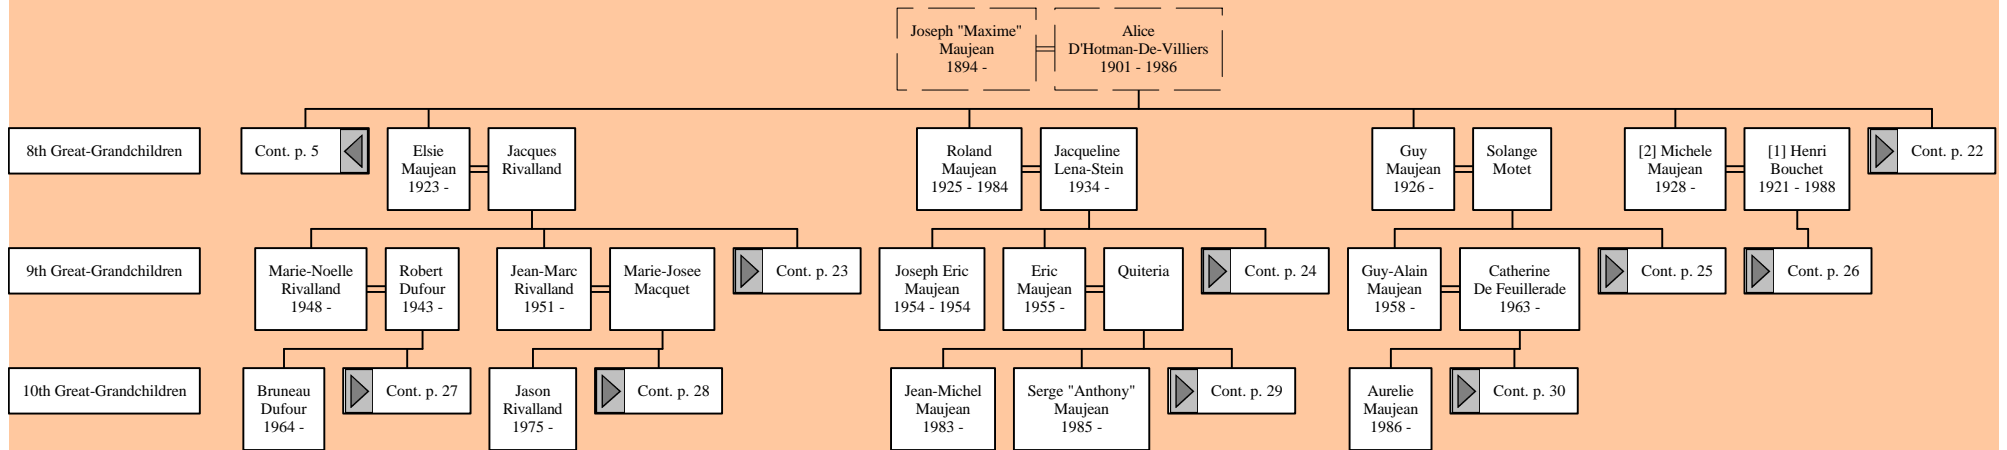 Joseph "Maxime"
Maujean
1894 -
Alice
D'Hotman-De-Villiers
1901 - 1986
8th Great-Grandchildren
Cont. p. 5
Elsie
Maujean
1923 -
Jacques
Rivalland
Roland
Maujean
1925 - 1984
Jacqueline
Lena-Stein
1934 -
Guy
Maujean
1926 -
Solange
Motet
[2] Michele
Maujean
1928 -
[1] Henri
Bouchet
1921 - 1988
Cont. p. 22
9th Great-Grandchildren
Marie-Noelle
Rivalland
1948 -
Robert
Dufour
1943 -
Jean-Marc
Rivalland
1951 -
Marie-Josee
Macquet
Cont. p. 23
Joseph Eric
Maujean
1954 - 1954
Eric
Maujean
1955 -
Quiteria
Cont. p. 24
Guy-Alain
Maujean
1958 -
Catherine
De Feuillerade
1963 -
Cont. p. 25
Cont. p. 26
10th Great-Grandchildren
Bruneau
Dufour
1964 -
Cont. p. 27
Jason
Rivalland
1975 -
Cont. p. 28
Jean-Michel
Maujean
1983 -
Serge "Anthony"
Maujean
1985 -
Cont. p. 29
Aurelie
Maujean
1986 -
Cont. p. 30